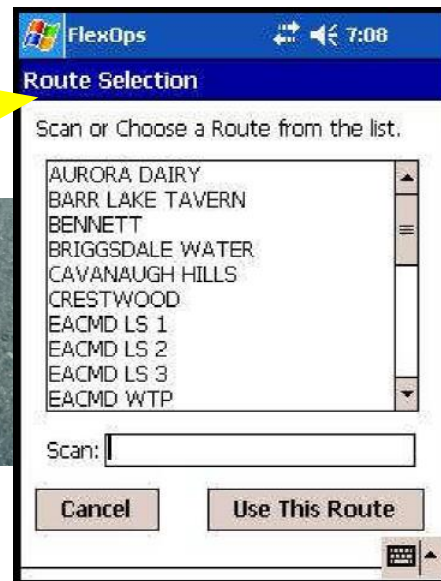 FlexOps 7:08
Route Selection
Scan or Choose a Route from the list.
AURORA DAIRY
BARR LAKE TAVERN
BENNETT
BRIGGSDALE WATER
CAVANAUGH HILLS
CRESTWOOD
EACMD LS 1
EACMD LS 2
EACMD LS 3
EACMD WTP
Scan:
Cancel Use This Route